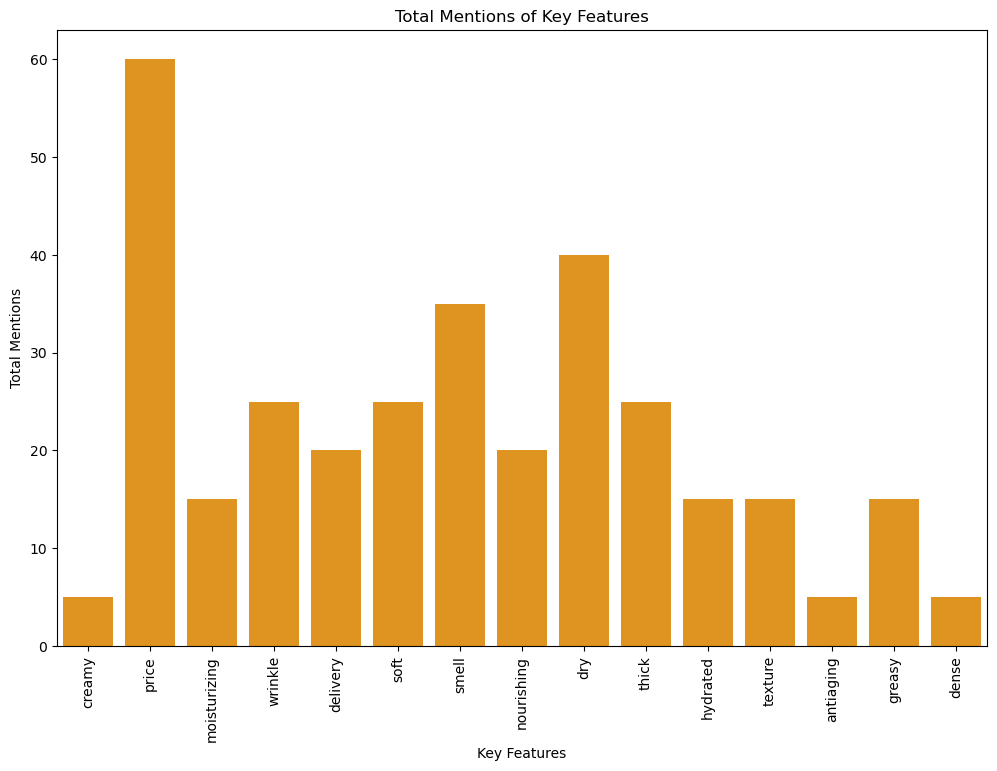 Total Mentions of Key Features
Total Mentions
60
50
40
30
20
10
0
creamy
price
moisturizing
wrinkle
delivery
soft
smell
nourishing
dry
thick
hydrated
texture
antiaging
greasy
dense
Key Features